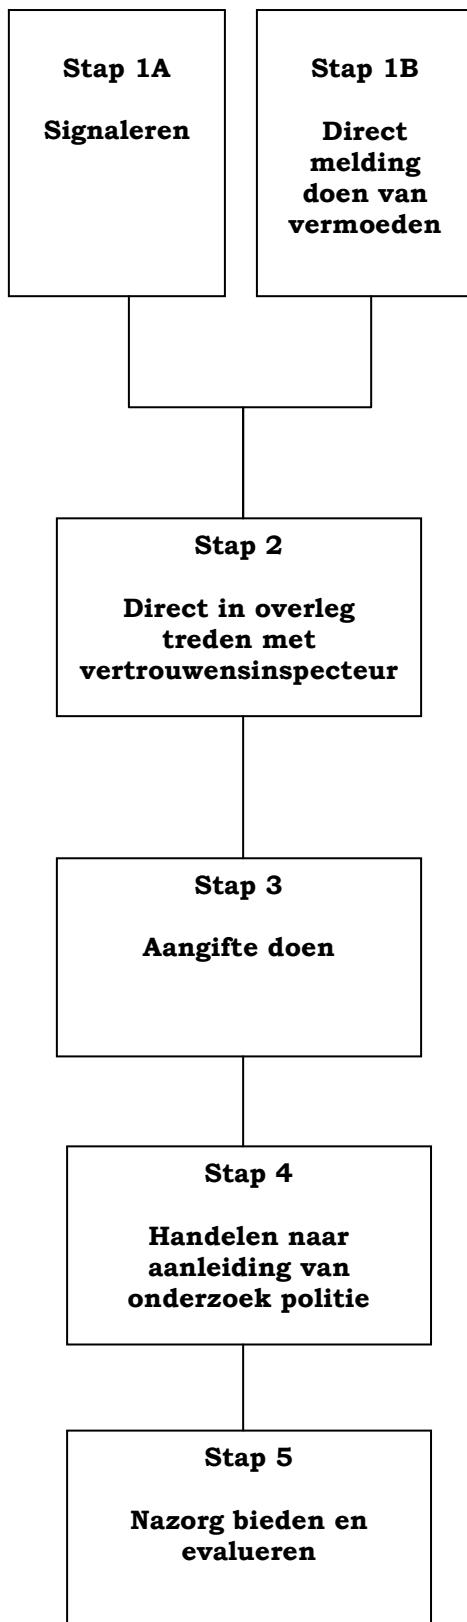 Stap 1A
Signaleren
Stap 1B
Direct
melding
doen van
vermoeden
Stap 2
Direct in overleg
treden met
vertrouwensinspecteur
Stap 3
Aangifte doen
Stap 4
Handelen naar
aanleiding van
onderzoek politie
Stap 5
Nazorg bieden en
evalueren